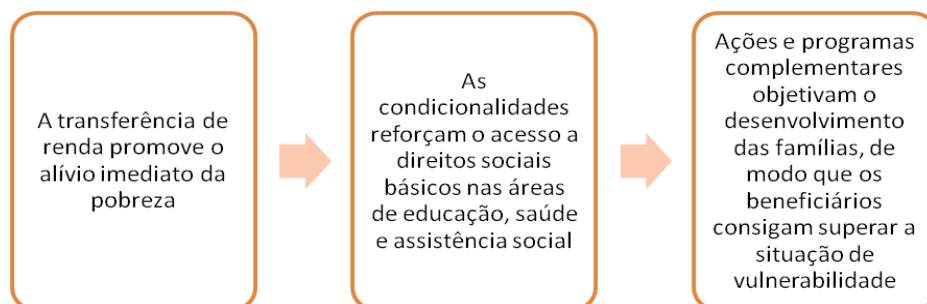 A transferência de
renda promove o
alívio imediato da
pobreza
As
condicionalidades
reforçam o acesso a
direitos sociais
básicos nas áreas
de educação, saúde
e assistência social
Ações e programas
complementares
objetivam o
desenvolvimento
das famílias, de
modo que os
beneficiários
consigam superar a
situação de
vulnerabilidade